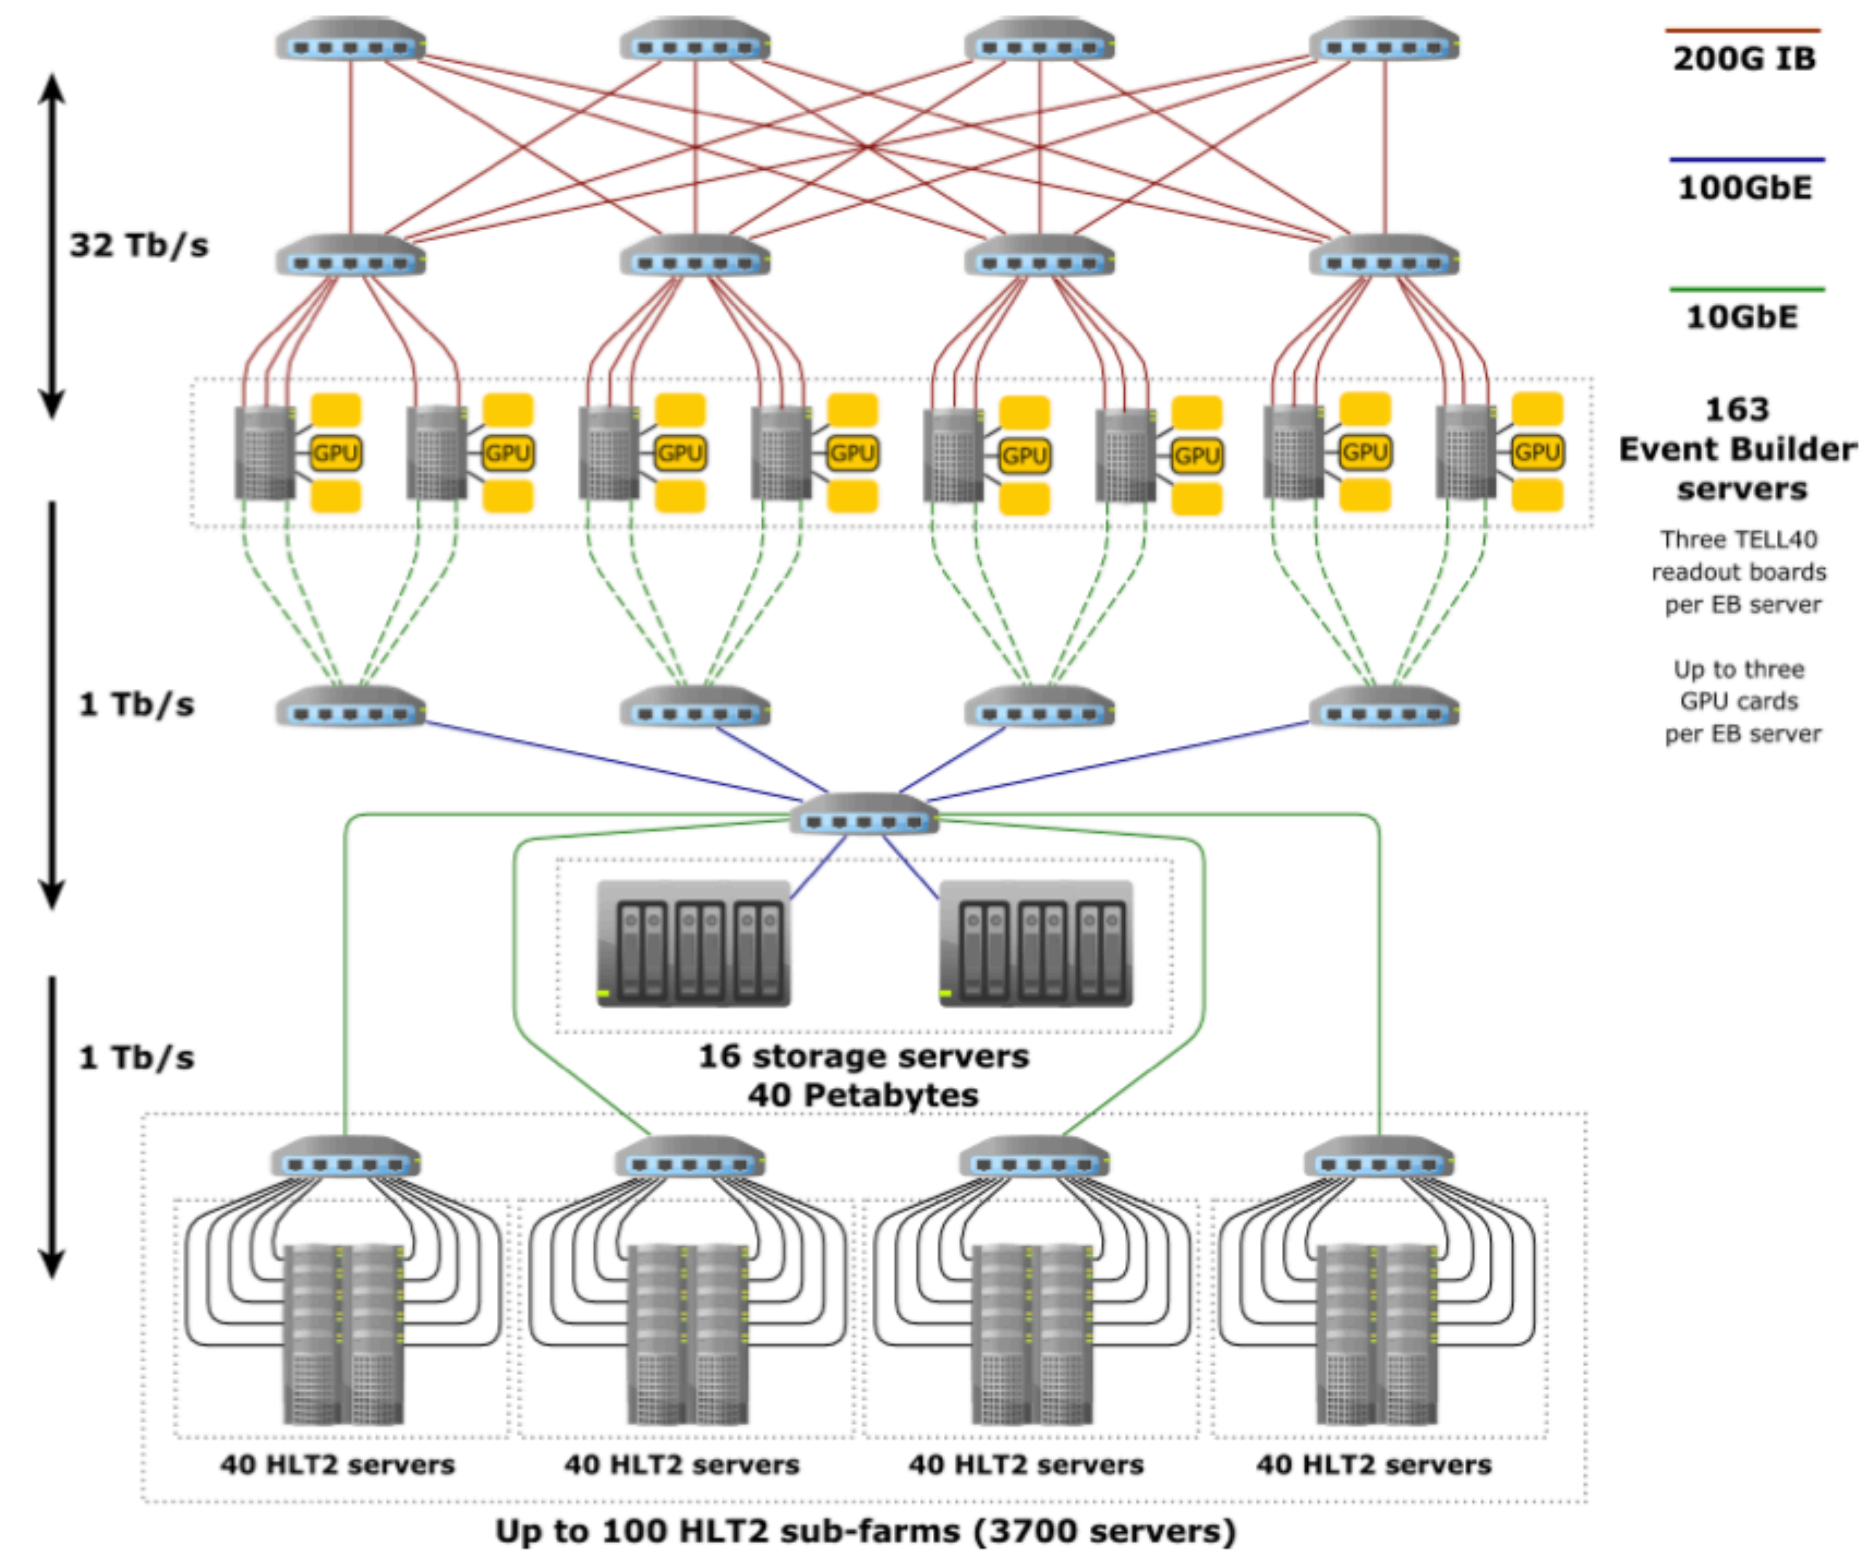 200G IB
100GbE
10GbE
32 Tb/s
163
Event Builder
servers
Three TELL40
readout boards
per EB server
Up to three
GPU cards
per EB server
GPU
GPU
GPU
GPU
GPU
GPU
GPU
GPU
1 Tb/s
16 storage servers
40 Petabytes
1 Tb/s
40 HLT2 servers
40 HLT2 servers
40 HLT2 servers
40 HLT2 servers
Up to 100 HLT2 sub-farms (3700 servers)